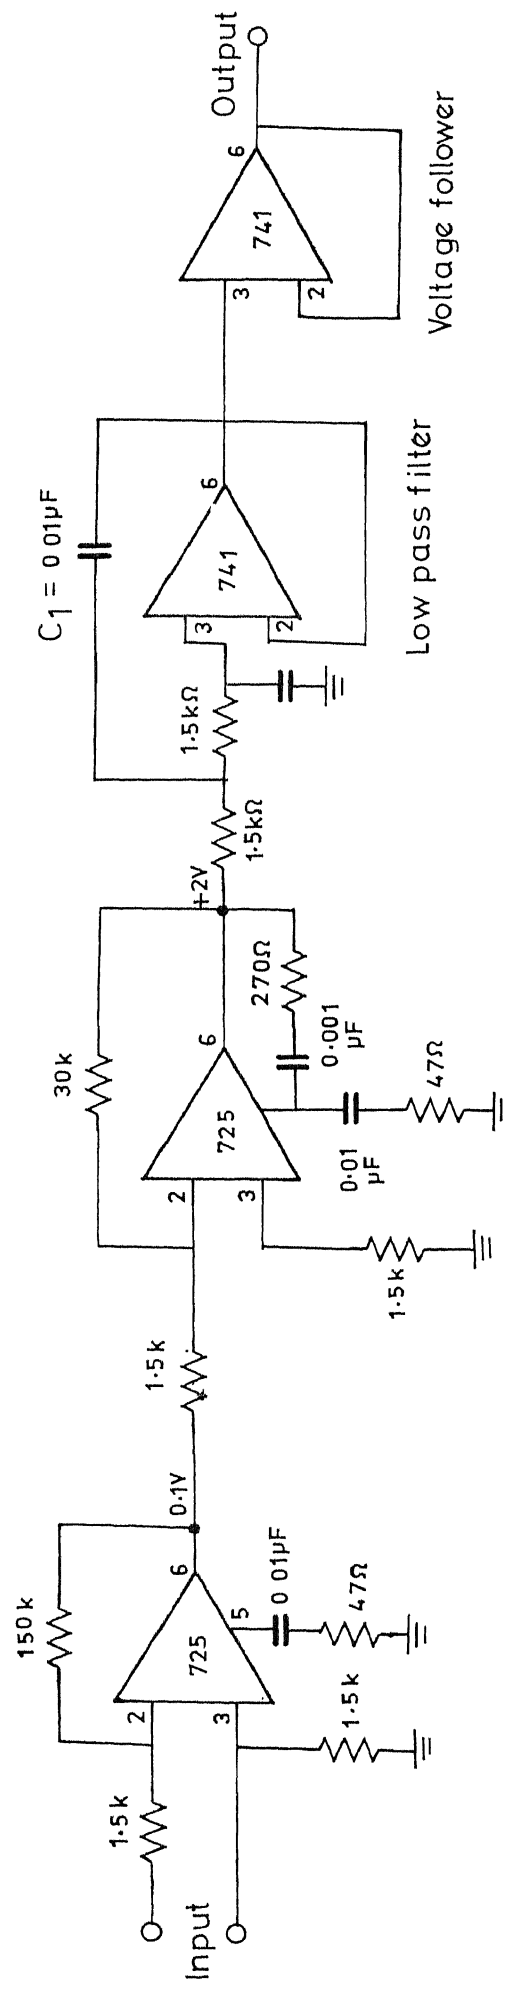 Input
1.5k
150k
2
3
725
6
5
0.01µF
47Ω
1.5k
0.1V
1.5k
30k
2
3
725
6
1.5k
0.01
µF
47Ω
0.001
µF
270Ω
+2V
1.5kΩ
1.5kΩ
C1 = 0.01µF
3
2
741
6
Low pass filter
3
2
741
6
Voltage follower
Output